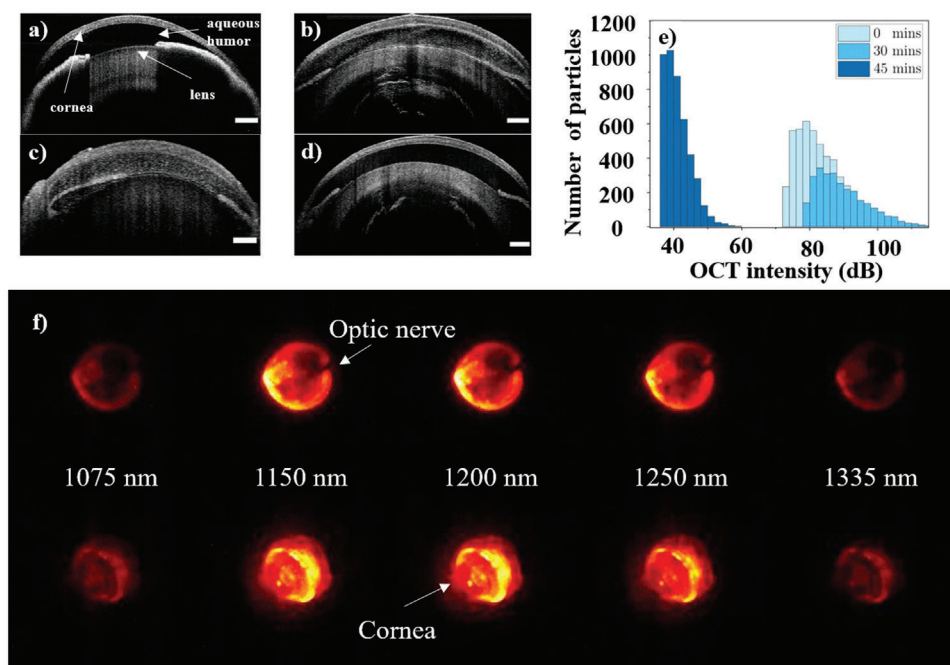 a)
aqueous
humor
cornea
lens
b)
c)
d)
e)
0 mins
30 mins
45 mins
Number of particles
1200
1000
800
600
400
200
0
40 60 80 100
OCT intensity (dB)
f)
Optic nerve
1075 nm 1150 nm 1200 nm 1250 nm 1335 nm
Cornea